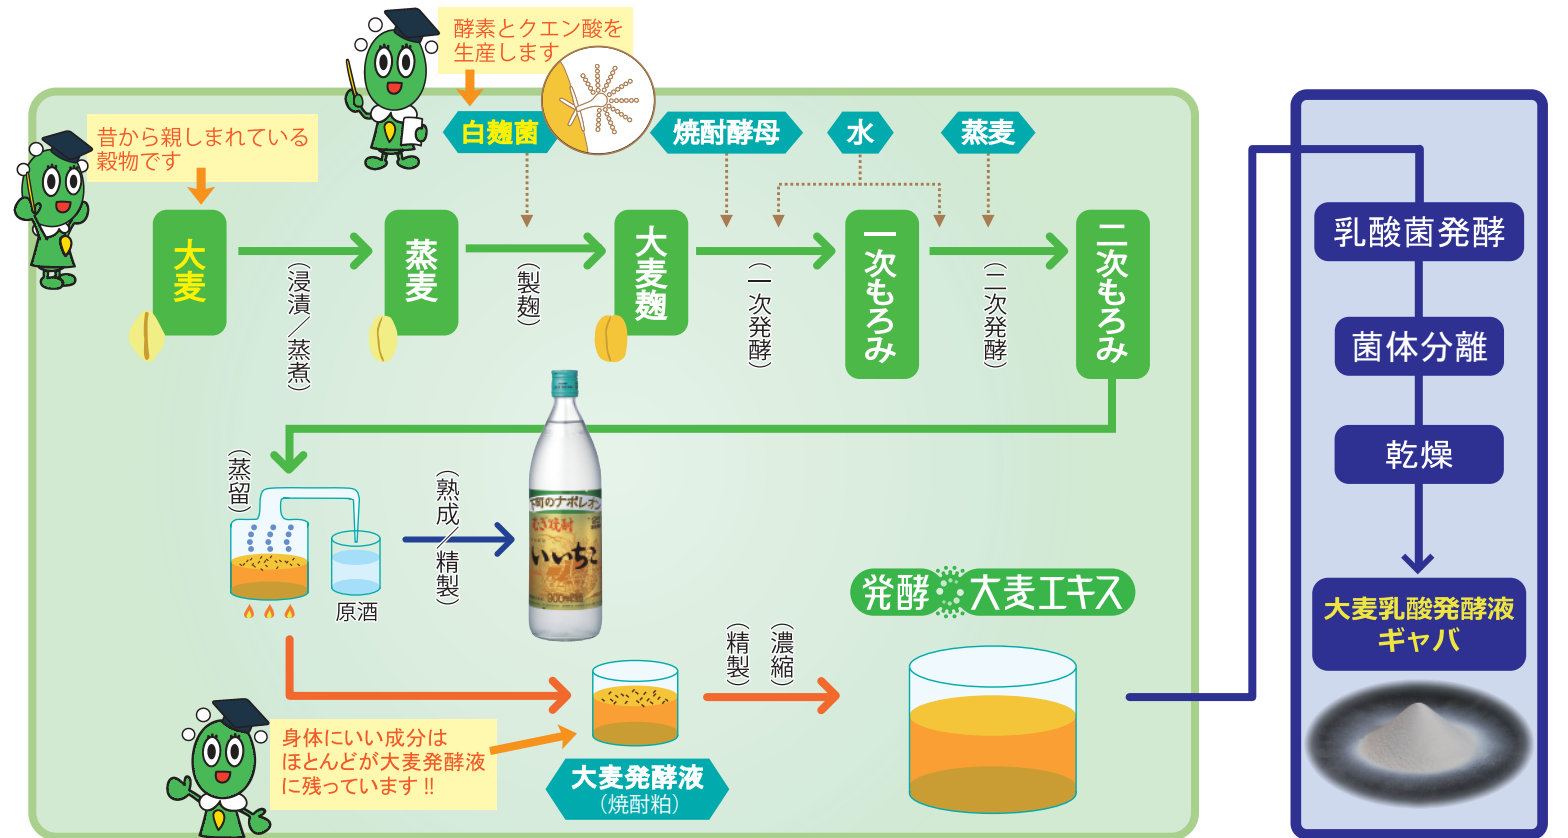 酵素とクエン酸を
生産します
昔から親しまれている
穀物です
白麹菌
焼酎酵母
水
蒸麦
大麦
（浸漬／蒸煮）
蒸麦
（製麹）
大麦麹
（一次発酵）
一次もろみ
（二次発酵）
二次もろみ
（蒸留）
原酒
（熟成／精製）
下町のナポレオン
むぎ焼酎
いいちこ
900ml
身体にいい成分は
ほとんどが大麦発酵液
に残っています!!
大麦発酵液
（焼酎粕）
（精製）
（濃縮）
発酵大麦エキス
乳酸菌発酵
菌体分離
乾燥
大麦乳酸発酵液
ギャバ